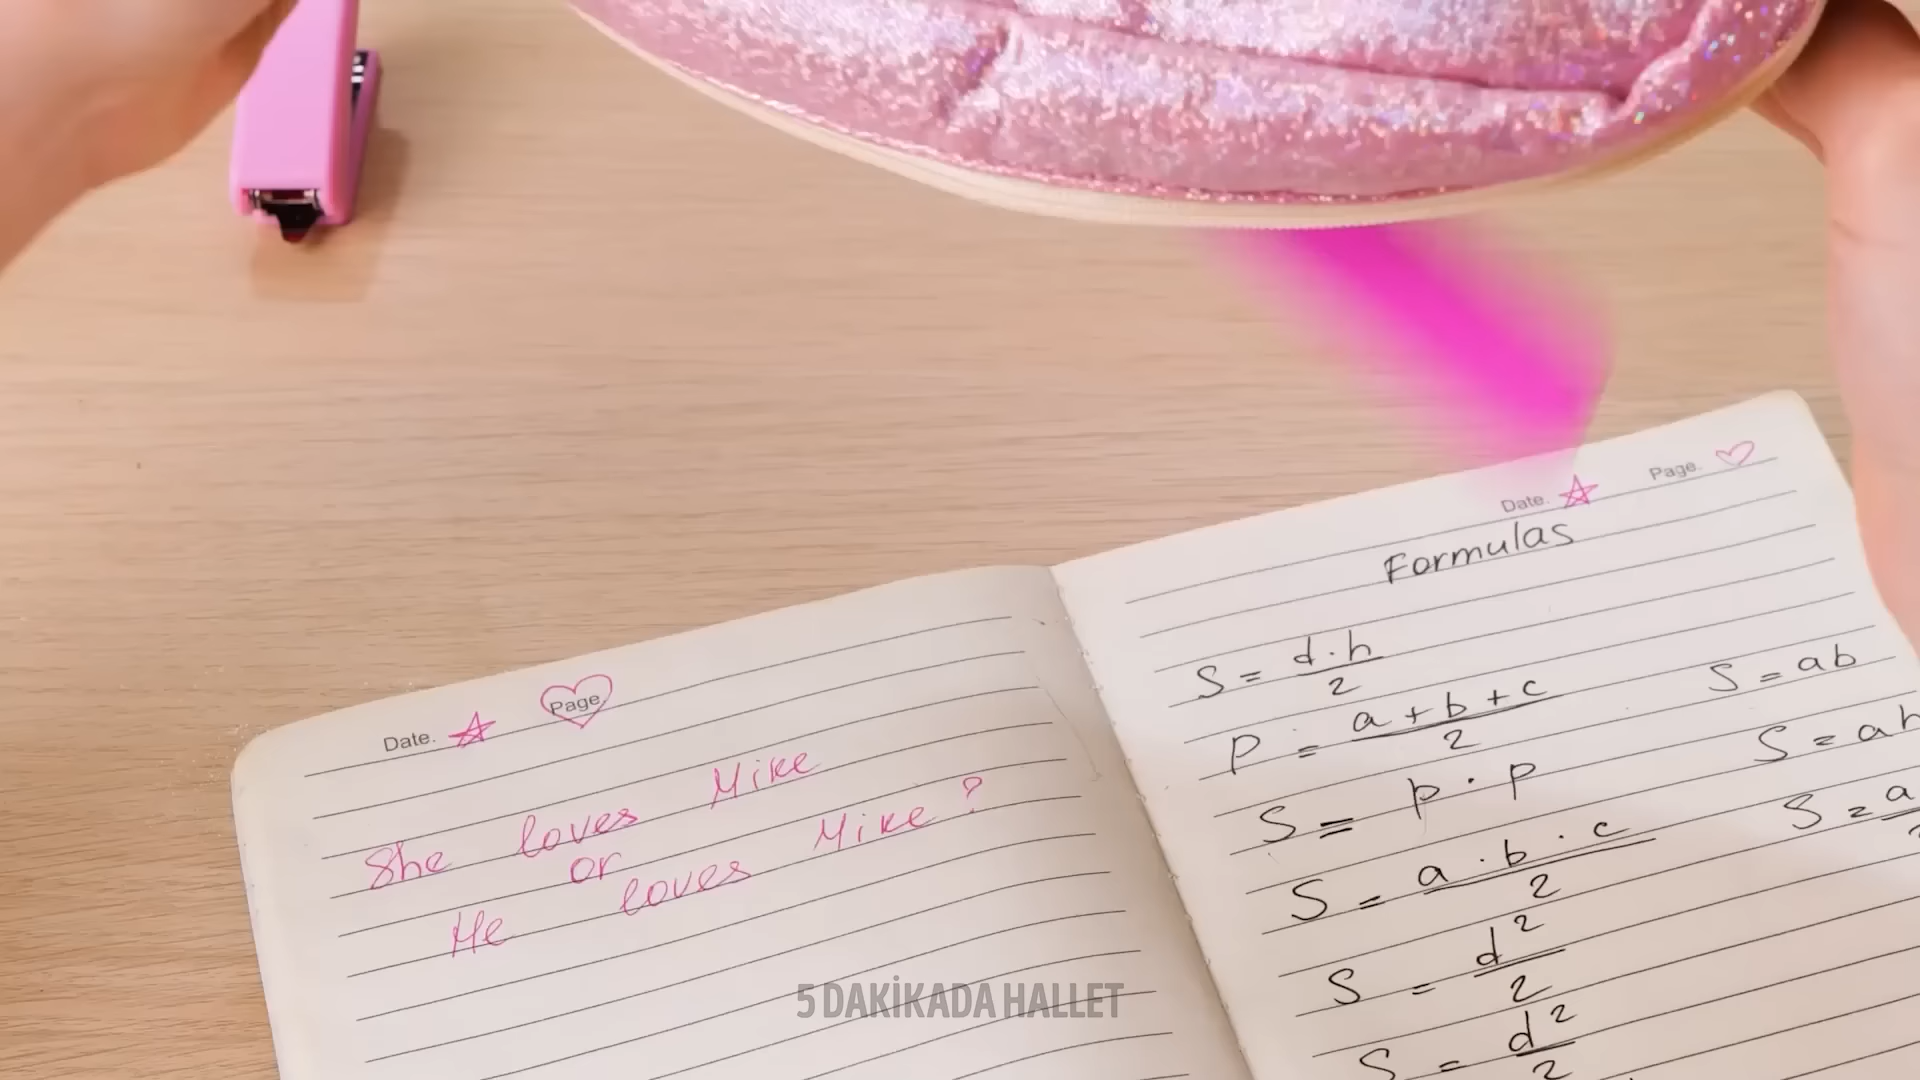 Date. Page.
She loves Mike
or
He loves Mike?
Date. Page.
Formulas
S = d·h/2
P = a+b+c/2
S = ab
S = p·p
S = ah
S = a·b·c/2
S = a
S = d²/2
S = d²/2
5 DAKİKADA HALLET